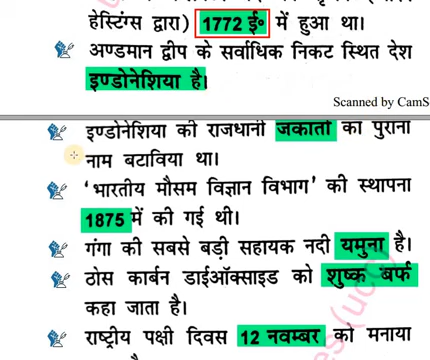 हेस्टिंग्स द्वारा) 1772 ई॰ में हुआ था।
अण्डमान द्वीप के सर्वाधिक निकट स्थित देश
इण्डोनेशिया है।
Scanned by CamS
इण्डोनेशिया की राजधानी जकार्ता का पुराना
नाम बटाविया था।
'भारतीय मौसम विज्ञान विभाग' की स्थापना
1875 में की गई थी।
गंगा की सबसे बड़ी सहायक नदी यमुना है।
ठोस कार्बन डाईऑक्साइड को शुष्क बर्फ
कहा जाता है।
राष्ट्रीय पक्षी दिवस 12 नवम्बर को मनाया